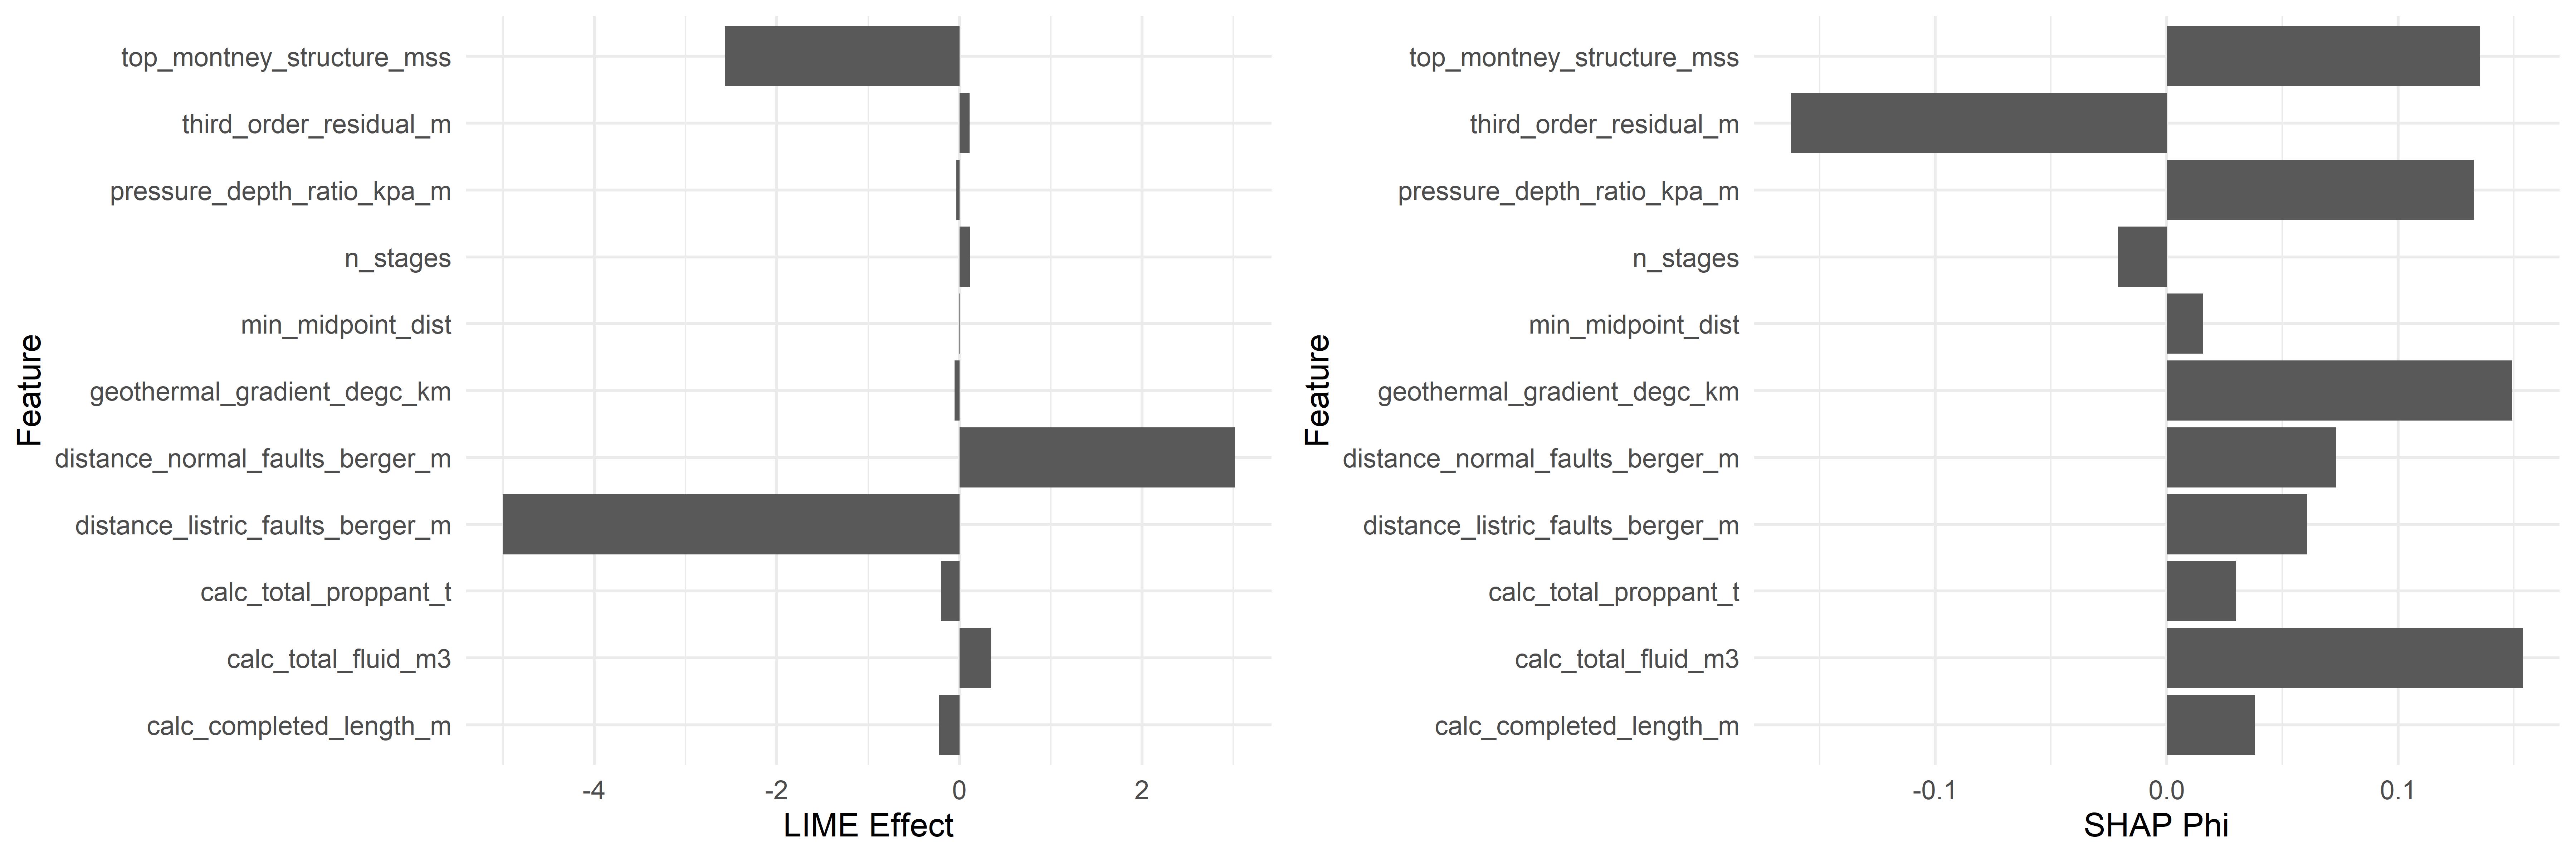 Feature
top_montney_structure_mss
third_order_residual_m
pressure_depth_ratio_kpa_m
n_stages
min_midpoint_dist
geothermal_gradient_degc_km
distance_normal_faults_berger_m
distance_listric_faults_berger_m
calc_total_proppant_t
calc_total_fluid_m3
calc_completed_length_m
-4 -2 0 2
LIME Effect
Feature
top_montney_structure_mss
third_order_residual_m
pressure_depth_ratio_kpa_m
n_stages
min_midpoint_dist
geothermal_gradient_degc_km
distance_normal_faults_berger_m
distance_listric_faults_berger_m
calc_total_proppant_t
calc_total_fluid_m3
calc_completed_length_m
-0.1 0.0 0.1
SHAP Phi